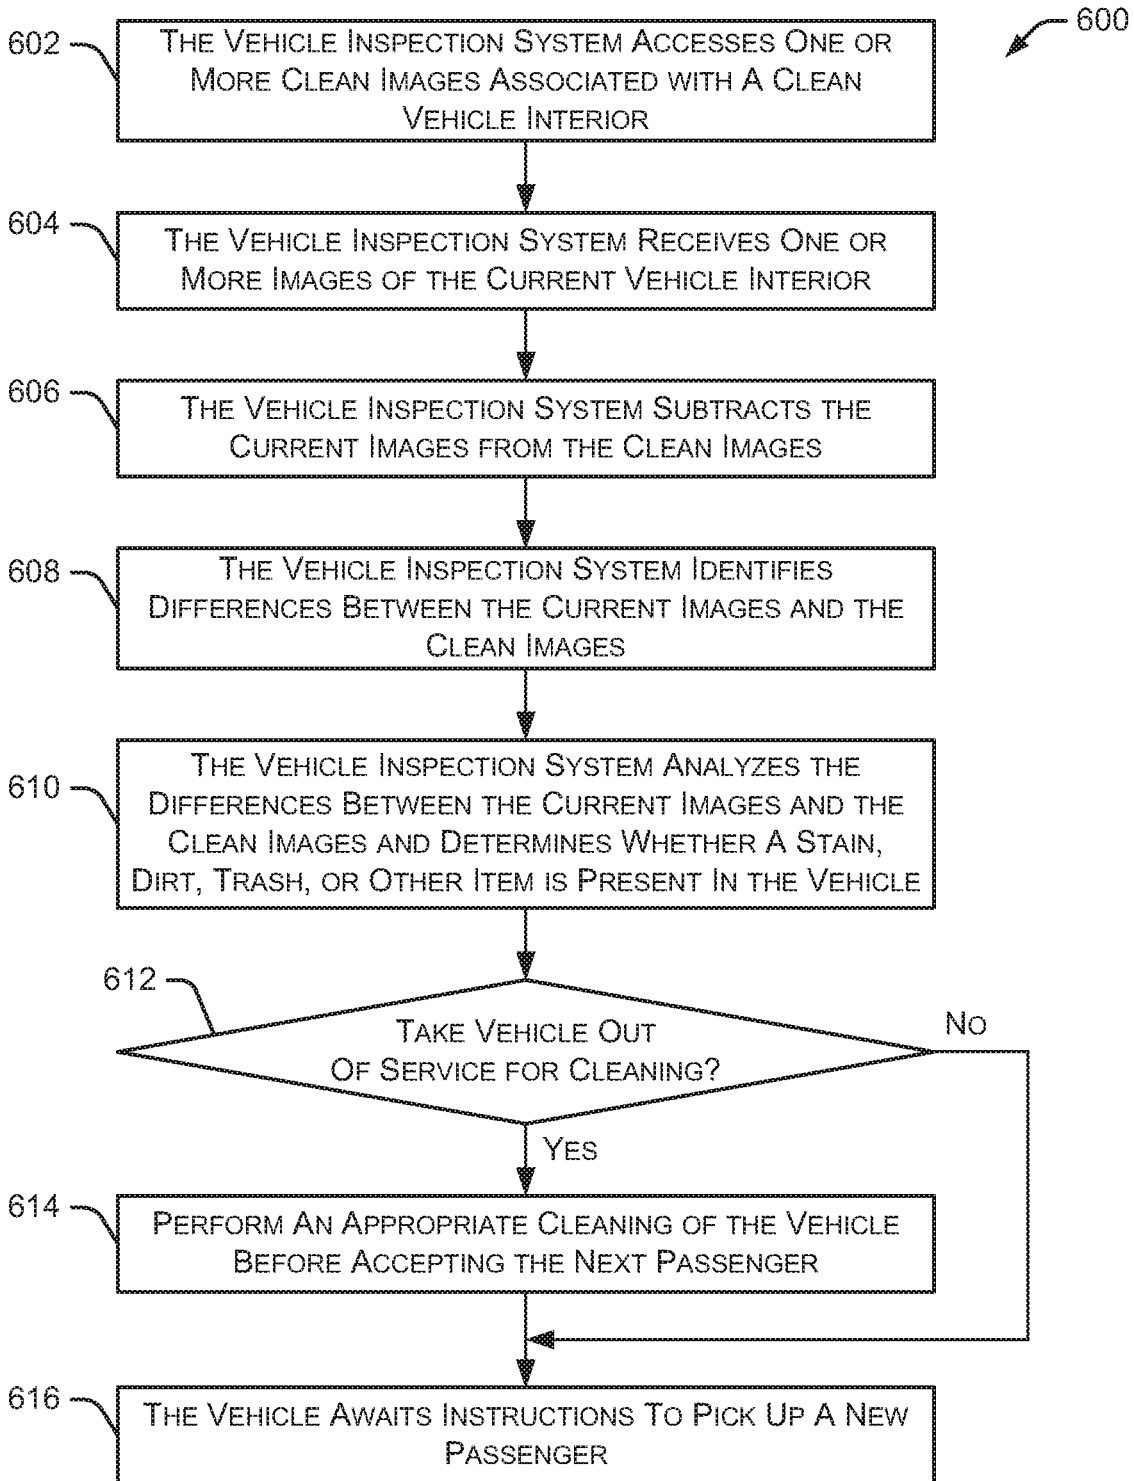 600
602
The Vehicle Inspection System Accesses One or
More Clean Images Associated with A Clean
Vehicle Interior
604
The Vehicle Inspection System Receives One or
More Images of the Current Vehicle Interior
606
The Vehicle Inspection System Subtracts the
Current Images from the Clean Images
608
The Vehicle Inspection System Identifies
Differences Between the Current Images and the
Clean Images
610
The Vehicle Inspection System Analyzes the
Differences Between the Current Images and the
Clean Images and Determines Whether A Stain,
Dirt, Trash, or Other Item is Present In the Vehicle
612
Take Vehicle Out
Of Service for Cleaning?
No
Yes
614
Perform An Appropriate Cleaning of the Vehicle
Before Accepting the Next Passenger
616
The Vehicle Awaits Instructions To Pick Up A New
Passenger